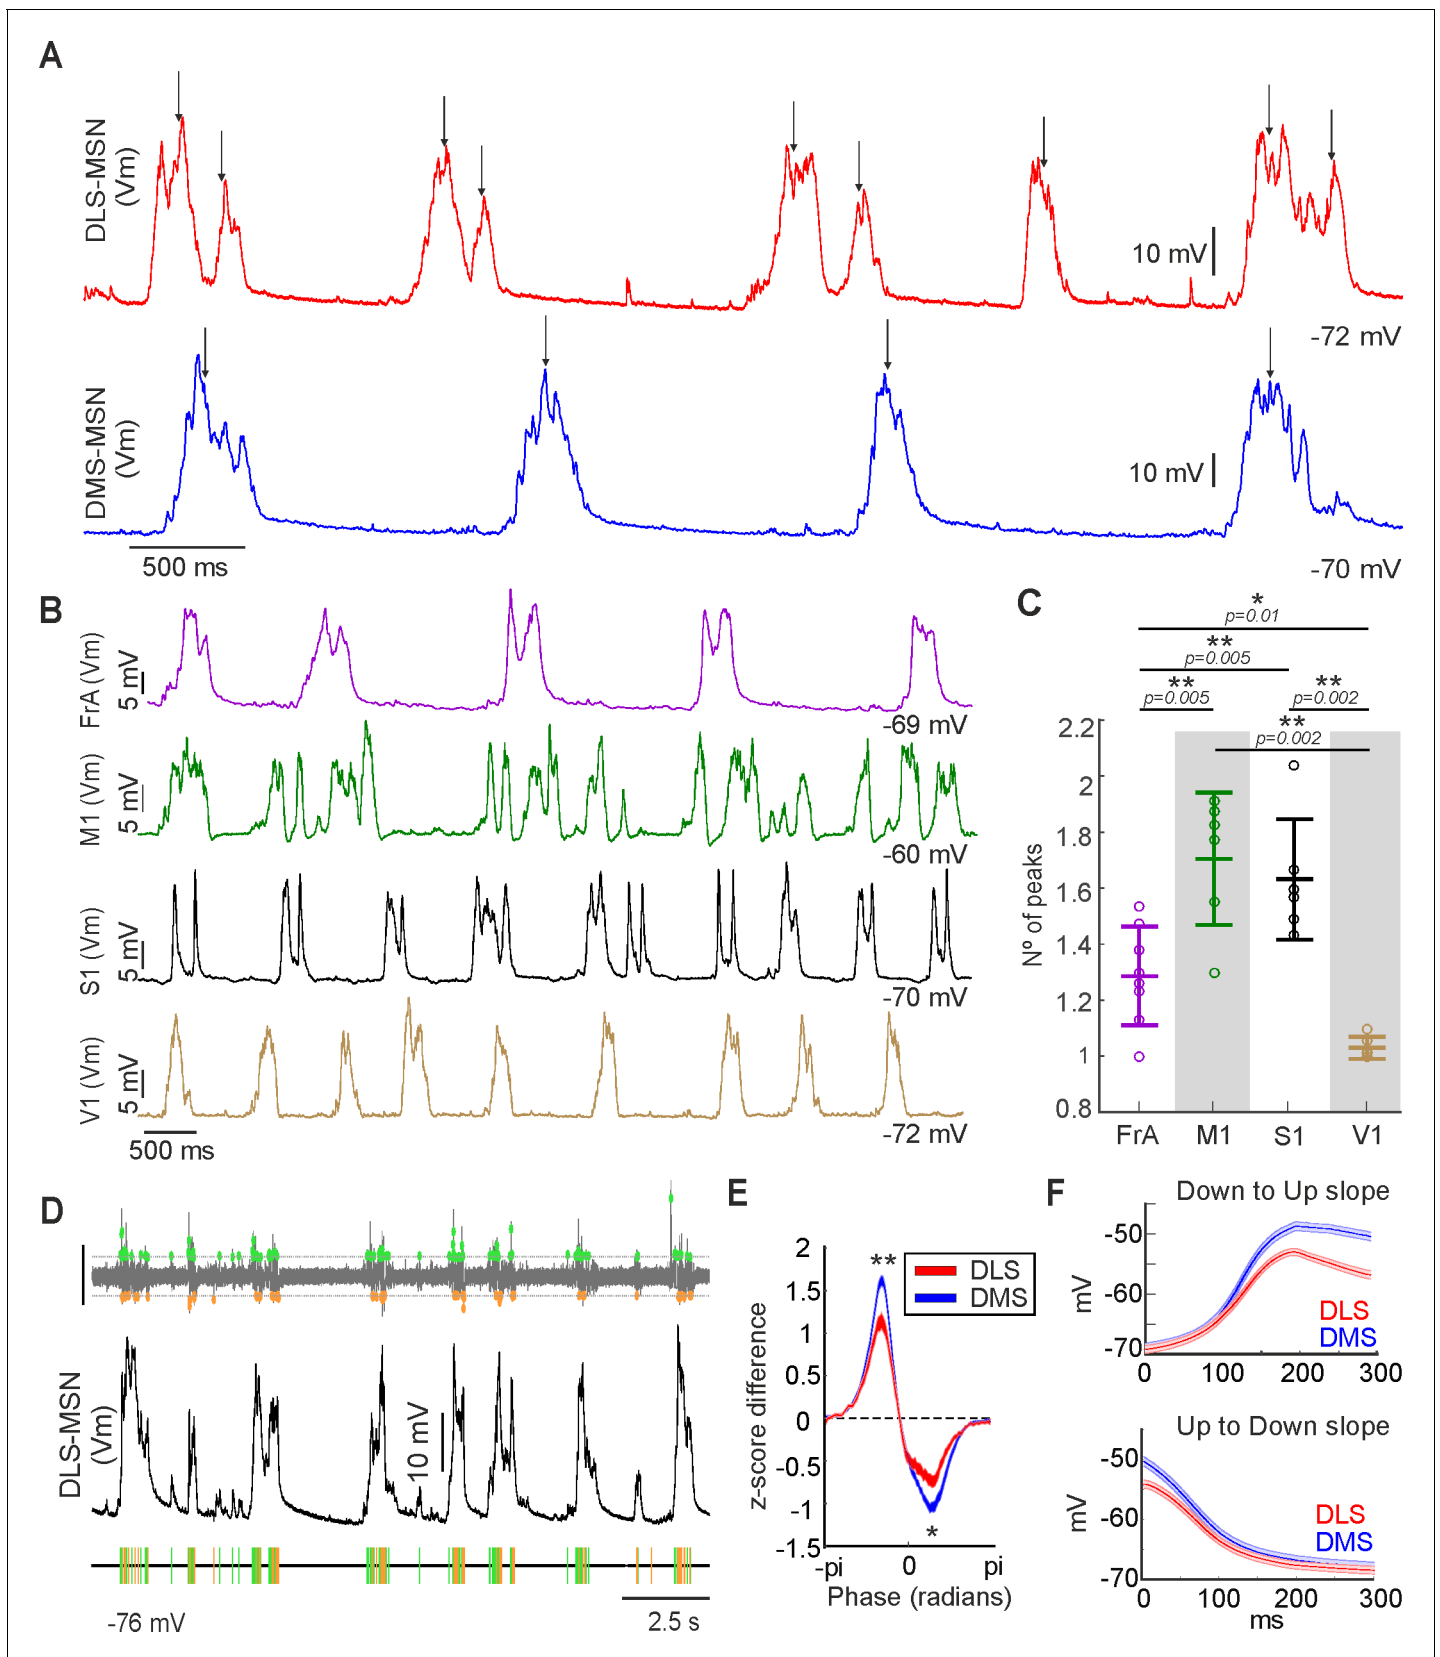 A
DLS-MSN
(Vm)
10 mV
-72 mV
DMS-MSN
(Vm)
10 mV
500 ms
-70 mV
B
FrA (Vm)
5 mV
-69 mV
M1 (Vm)
5 mV
-60 mV
S1 (Vm)
5 mV
-70 mV
V1 (Vm)
5 mV
-72 mV
500 ms
C
*
p=0.01
**
p=0.005
** **
p=0.005 p=0.002
**
p=0.002
Nº of peaks
2.2
2
1.8
1.6
1.4
1.2
1
0.8
FrA M1 S1 V1
D
DLS-MSN
(Vm)
10 mV
-76 mV
2.5 s
E
z-score difference
2
1.5
1
0.5
0
-0.5
-1
-1.5
**
DLS
DMS
*
-pi 0 pi
Phase (radians)
F
Down to Up slope
mV
-50
-60
-70
DLS
DMS
0 100 200 300
Up to Down slope
mV
-50
-60
-70
DLS
DMS
0 100 200 300
ms